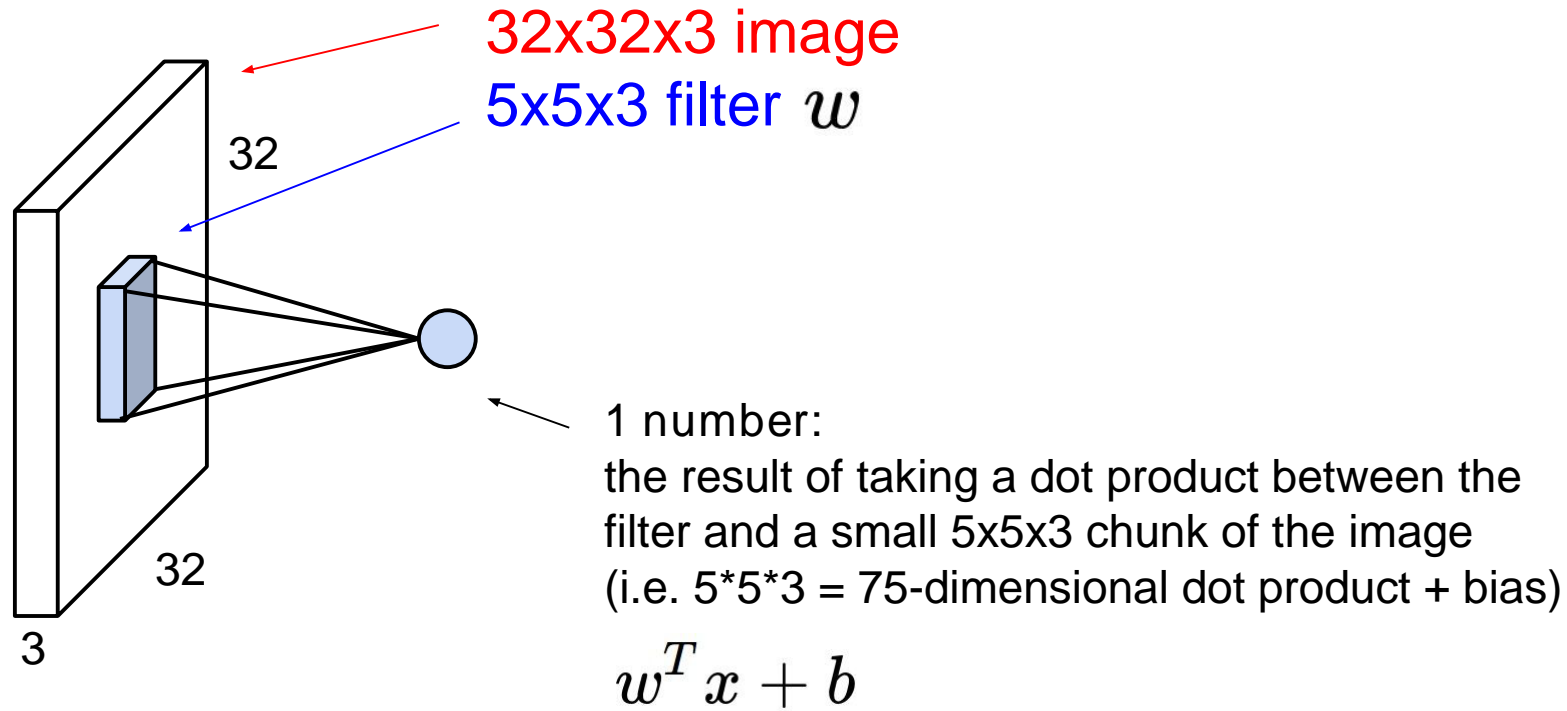 32x32x3 image
5x5x3 filter w
32
32
3
1 number:
the result of taking a dot product between the
filter and a small 5x5x3 chunk of the image
(i.e. 5*5*3 = 75-dimensional dot product + bias)
w^T x + b